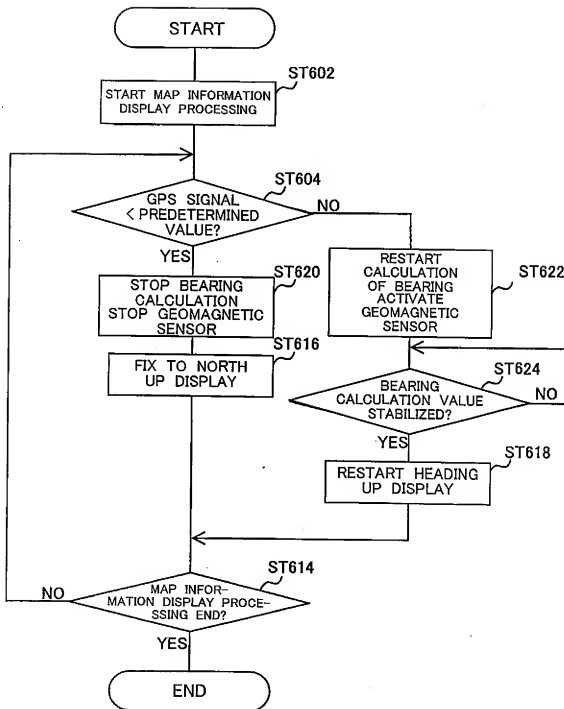 START
ST602
START MAP INFORMATION
DISPLAY PROCESSING
ST604
GPS SIGNAL
< PREDETERMINED
VALUE?
NO
YES
ST620
STOP BEARING
CALCULATION
STOP GEOMAGNETIC
SENSOR
RESTART
CALCULATION
OF BEARING
ACTIVATE
GEOMAGNETIC
SENSOR
ST622
ST616
FIX TO NORTH
UP DISPLAY
ST624
BEARING
CALCULATION VALUE
STABILIZED?
NO
YES
ST618
RESTART HEADING
UP DISPLAY
ST614
MAP INFOR-
MATION DISPLAY PROCE-
SSING END?
NO
YES
END